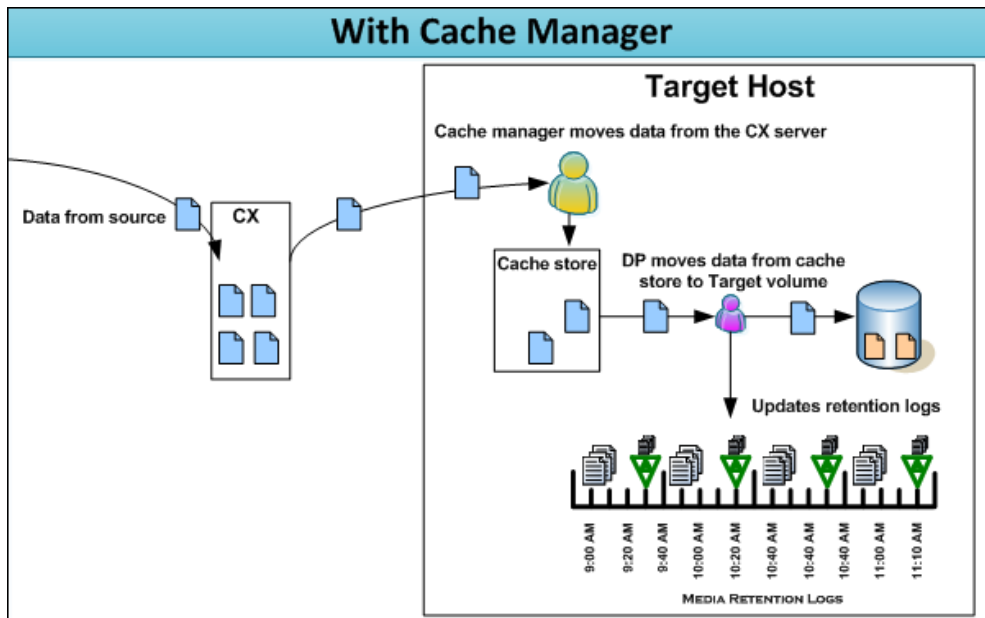 With Cache Manager
Target Host
Cache manager moves data from the CX server
Data from source
CX
Cache store
DP moves data from cache
store to Target volume
Updates retention logs
9:00 AM
9:20 AM
9:40 AM
10:00 AM
10:20 AM
10:40 AM
10:40 AM
10:40 AM
11:00 AM
11:10 AM
MEDIA RETENTION LOGS